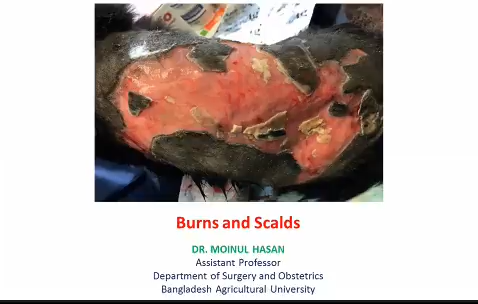 Burns and Scalds
DR. MOINUL HASAN
Assistant Professor
Department of Surgery and Obstetrics
Bangladesh Agricultural University